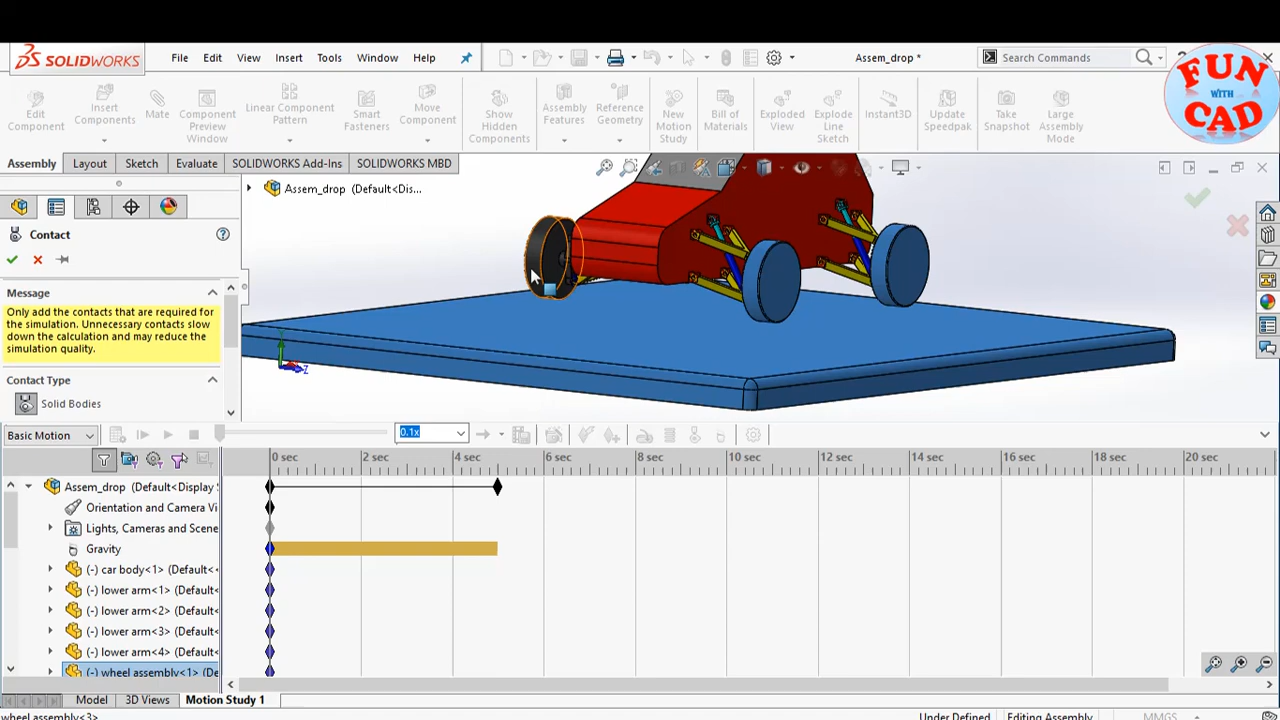 SOLIDWORKS File Edit View Insert Tools Window Help Assem_drop * Search Commands ?
FUN
WITH
CAD
Edit Component
Insert Components
Mate
Component Preview Window
Linear Component Pattern
Smart Fasteners
Move Component
Show Hidden Components
Assembly Features
Reference Geometry
New Motion Study
Bill of Materials
Exploded View
Explode Line Sketch
Instant3D
Update Speedpak
Take Snapshot
Large Assembly Mode
Assembly Layout Sketch Evaluate SOLIDWORKS Add-Ins SOLIDWORKS MBD
Assem_drop (Default<Dis...
Contact
Message
Only add the contacts that are required for
the simulation. Unnecessary contacts slow
down the calculation and may reduce the
simulation quality.
Contact Type
Solid Bodies
Y
Z
Basic Motion 0.1x
0 sec 2 sec 4 sec 6 sec 8 sec 10 sec 12 sec 14 sec 16 sec 18 sec 20 sec
Assem_drop (Default<Display
Orientation and Camera Vi
Lights, Cameras and Scene
Gravity
(-) car body<1> (Default<
(-) lower arm<1> (Default
(-) lower arm<2> (Default
(-) lower arm<3> (Default
(-) lower arm<4> (Default
(-) wheel assembly<1> (De
Model 3D Views Motion Study 1
wheel assembly<3> Under Defined Editing Assembly MMGS